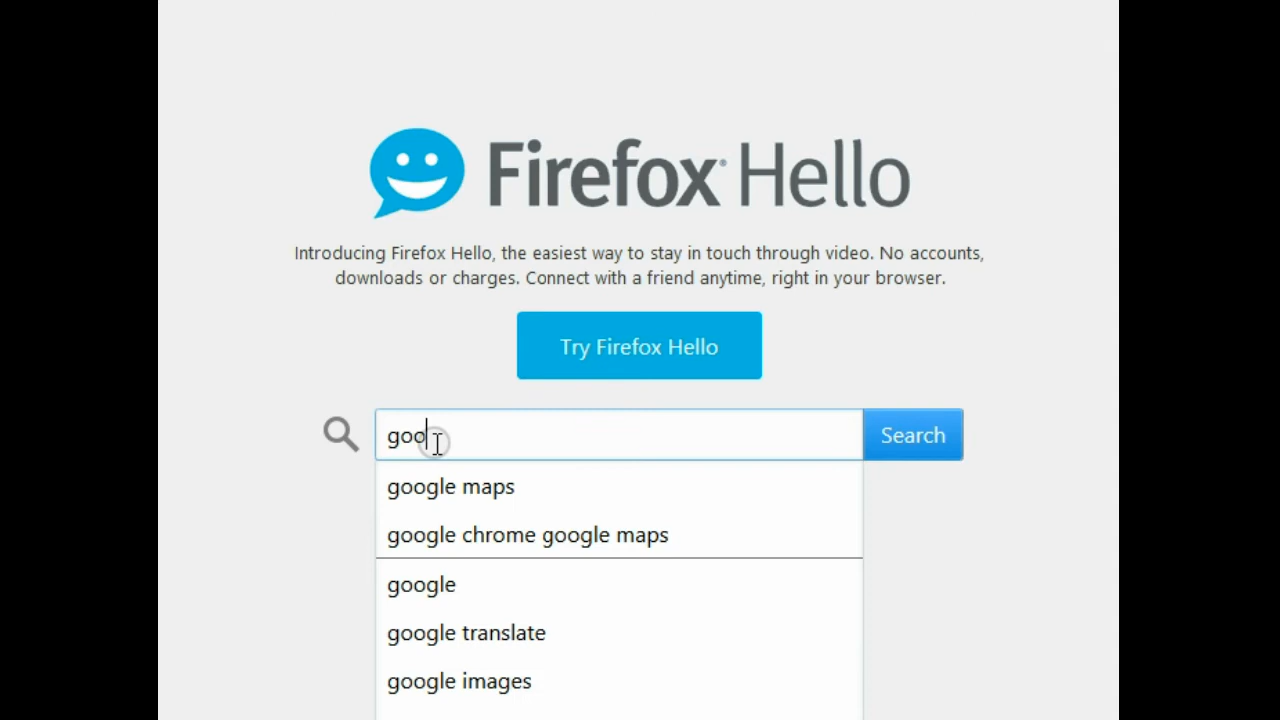 Firefox Hello
Introducing Firefox Hello, the easiest way to stay in touch through video. No accounts,
downloads or charges. Connect with a friend anytime, right in your browser.
Try Firefox Hello
goo
Search
google maps
google chrome google maps
google
google translate
google images